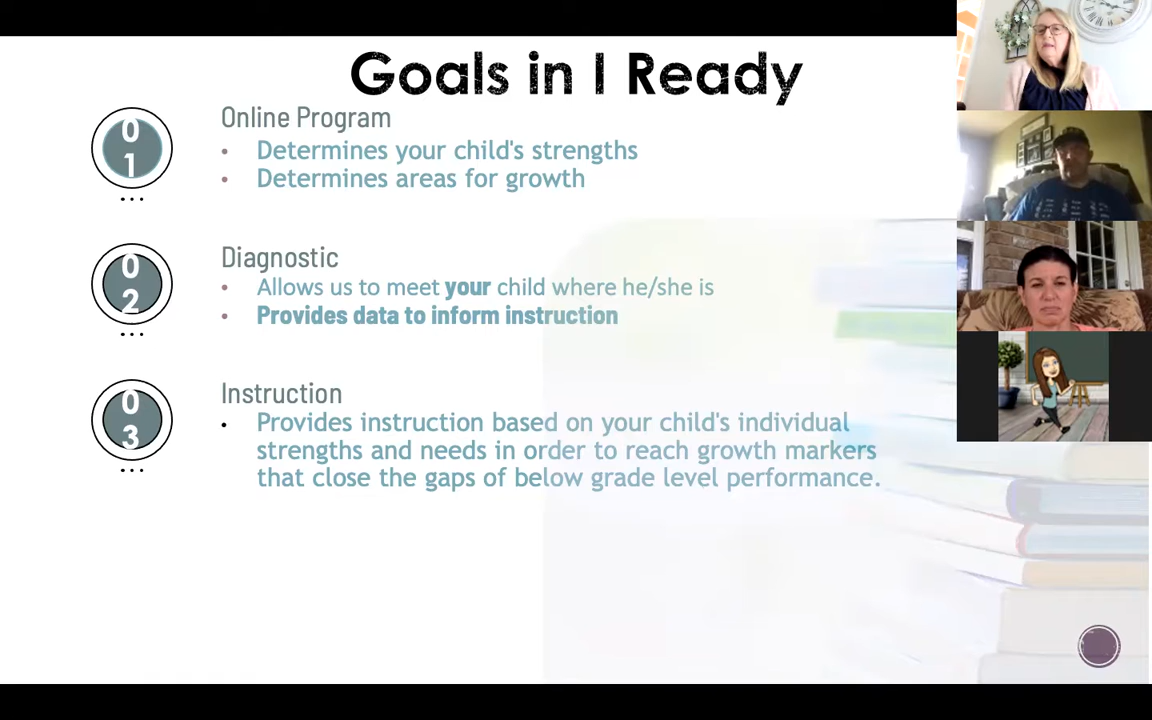 Goals in I Ready
01
Online Program
• Determines your child's strengths
• Determines areas for growth
...
02
Diagnostic
• Allows us to meet your child where he/she is
• Provides data to inform instruction
...
03
Instruction
• Provides instruction based on your child's individual
strengths and needs in order to reach growth markers
that close the gaps of below grade level performance.
...